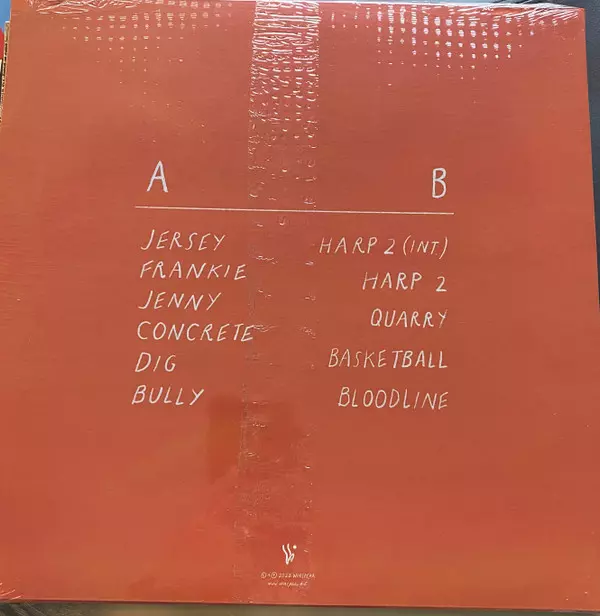 A
JERSEY
FRANKIE
JENNY
CONCRETE
DIG
BULLY
B
HARP 2 (INT.)
HARP 2
QUARRY
BASKETBALL
BLOODLINE